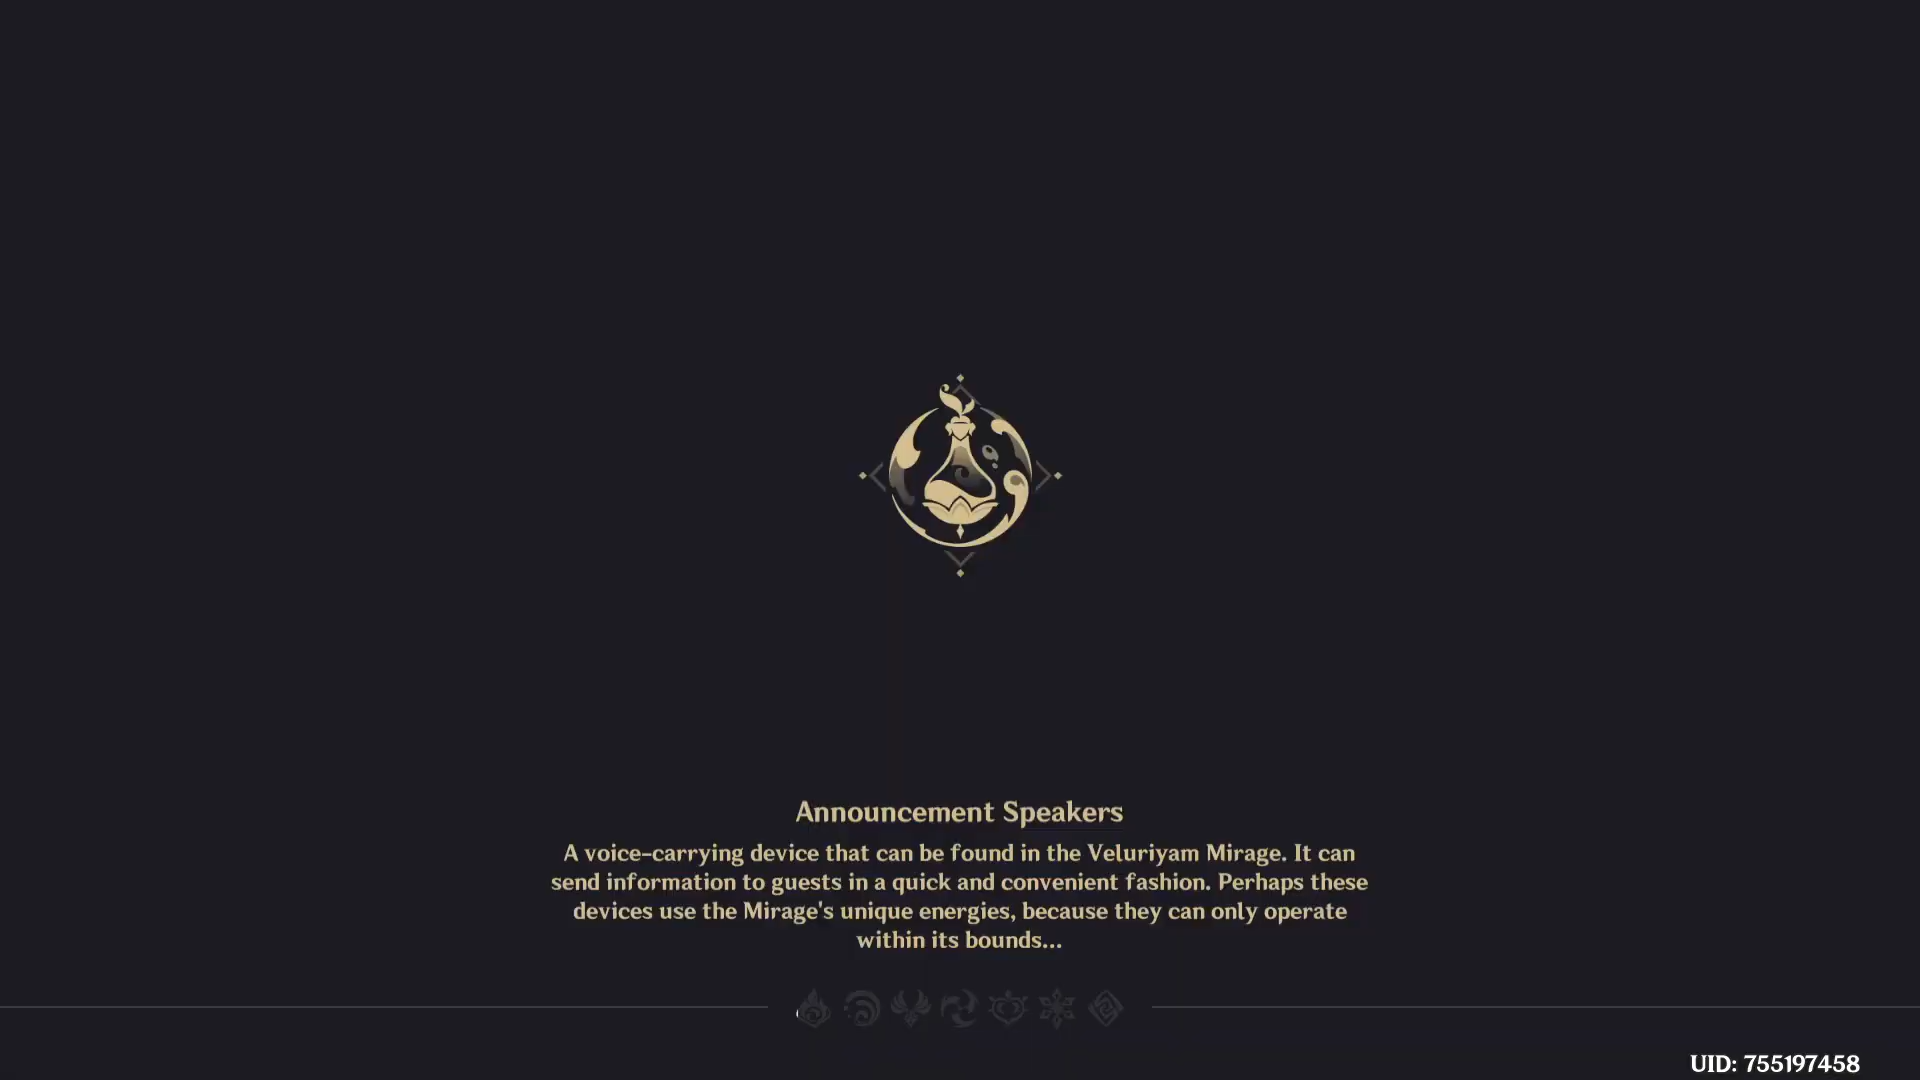 Announcement Speakers
A voice-carrying device that can be found in the Veluriyam Mirage. It can
send information to guests in a quick and convenient fashion. Perhaps these
devices use the Mirage's unique energies, because they can only operate
within its bounds...
UID: 755197458